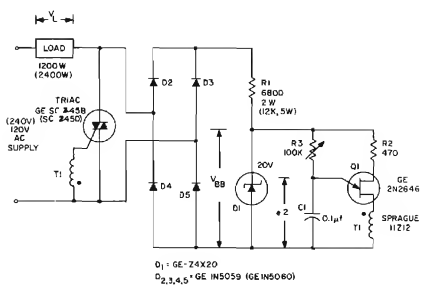 VL
LOAD
1200W
(2400W)
TRIAC
GE SC 245B
(SC 245D)
(240V)
120V
AC
SUPPLY
T1
D2
D3
D4
D5
R1
6800
2W
(12K, 5W)
VBB
20V
D1
e2
R3
100K
C1
0.1µf
R2
470
Q1
GE
2N2646
T1
SPRAGUE
11Z12
D1 = GE-Z4X20
D2,3,4,5 = GE 1N5059 (GE1N5060)